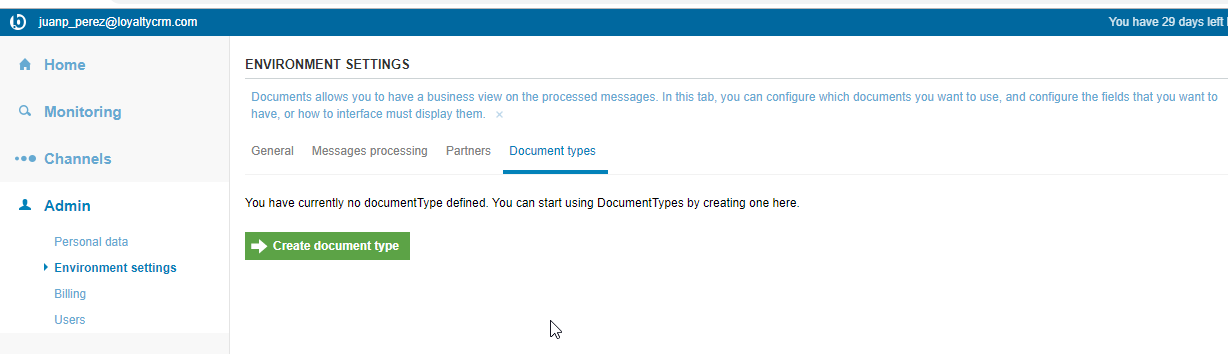 juanp_perez@loyaltycrm.com
You have 29 days left
Home
Monitoring
Channels
Admin
Personal data
Environment settings
Billing
Users
ENVIRONMENT SETTINGS
Documents allows you to have a business view on the processed messages. In this tab, you can configure which documents you want to use, and configure the fields that you want to
have, or how to interface must display them. ×
General Messages processing Partners Document types
You have currently no documentType defined. You can start using DocumentTypes by creating one here.
Create document type